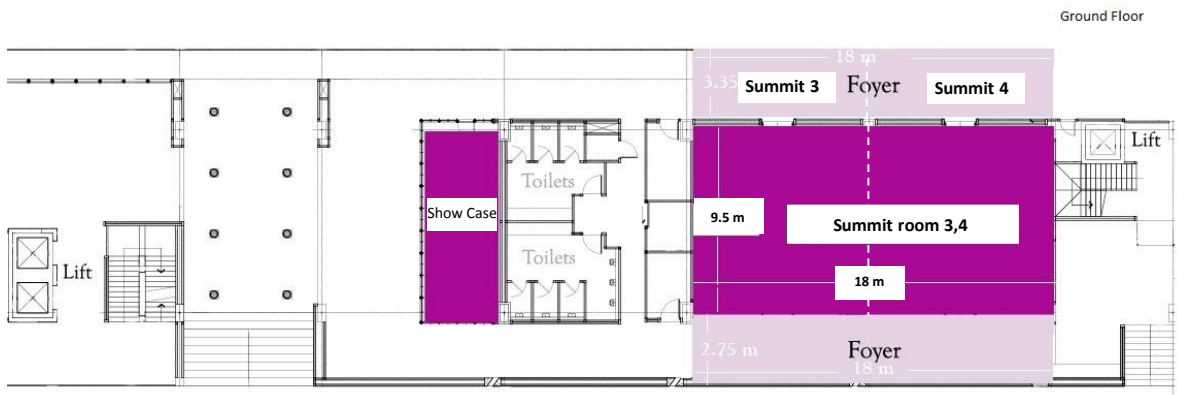 Ground Floor
18 m
3.35
Summit 3
Foyer
Summit 4
Lift
Toilets
Show Case
9.5 m
Summit room 3,4
Toilets
Lift
18 m
2.75 m
Foyer
18 m